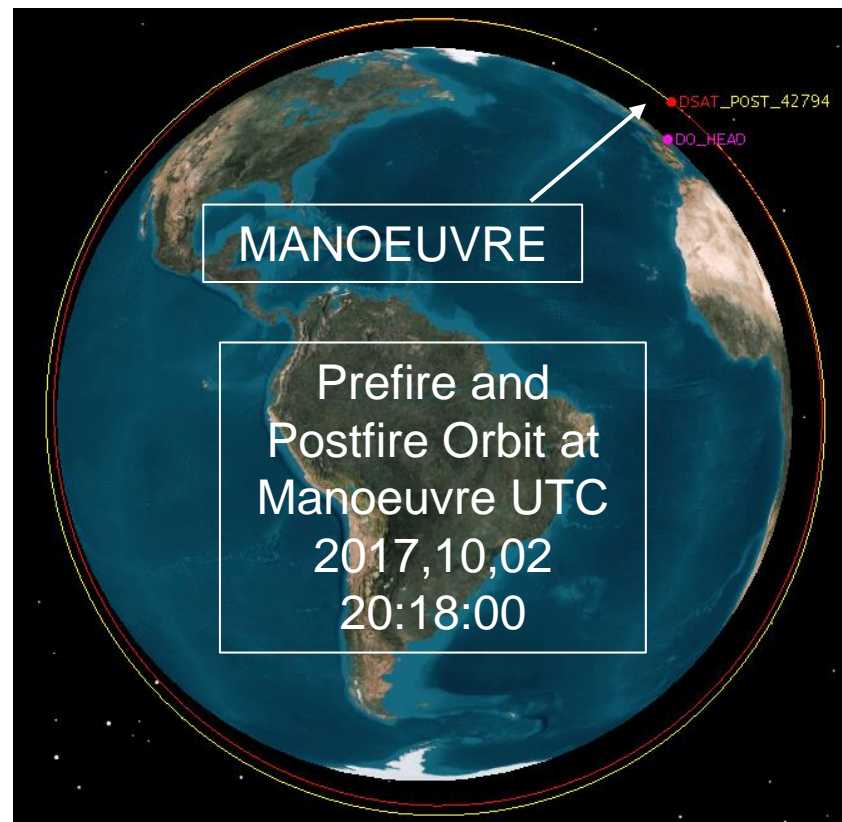 DSAT_POST_42794
DO_HEAD
MANOEUVRE
Prefire and
Postfire Orbit at
Manoeuvre UTC
2017,10,02
20:18:00